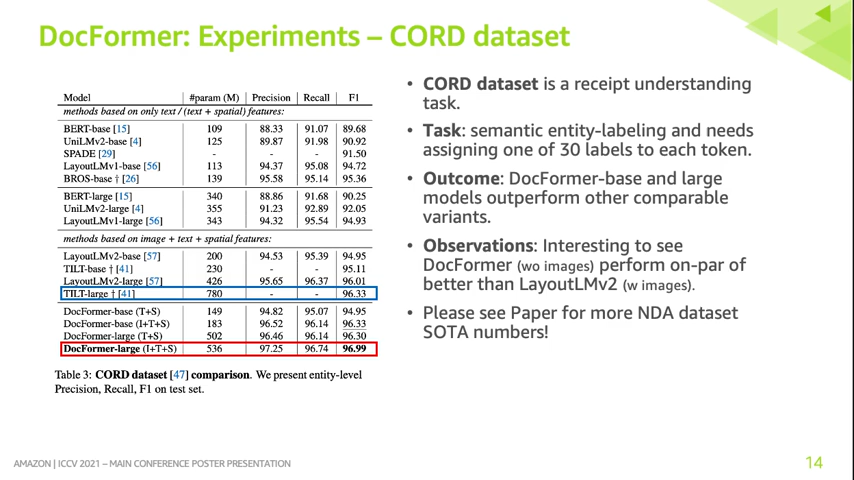 DocFormer: Experiments – CORD dataset
Model #param (M) Precision Recall F1
methods based on only text / (text + spatial) features:
BERT-base [15] 109 88.33 91.07 89.68
UniLMv2-base [4] 125 89.87 91.98 90.92
SPADE [29] - - - 91.50
LayoutLMv1-base [56] 113 94.37 95.08 94.72
BROS-base † [26] 139 95.58 95.14 95.36
BERT-large [15] 340 88.86 91.68 90.25
UniLMv2-large [4] 355 91.23 92.89 92.05
LayoutLMv1-large [56] 343 94.32 95.54 94.93
methods based on image + text + spatial features:
LayoutLMv2-base [57] 200 94.53 95.39 94.95
TILT-base † [41] 230 - - 95.11
LayoutLMv2-large [57] 426 95.65 96.37 96.01
TILT-large † [41] 780 - - 96.33
DocFormer-base (T+S) 149 94.82 95.07 94.95
DocFormer-base (I+T+S) 183 96.52 96.14 96.33
DocFormer-large (T+S) 502 96.46 96.14 96.30
DocFormer-large (I+T+S) 536 97.25 96.74 96.99
Table 3: CORD dataset [47] comparison. We present entity-level
Precision, Recall, F1 on test set.
• CORD dataset is a receipt understanding
task.
• Task: semantic entity-labeling and needs
assigning one of 30 labels to each token.
• Outcome: DocFormer-base and large
models outperform other comparable
variants.
• Observations: Interesting to see
DocFormer (wo images) perform on-par of
better than LayoutLMv2 (w images).
• Please see Paper for more NDA dataset
SOTA numbers!
AMAZON | ICCV 2021 – MAIN CONFERENCE POSTER PRESENTATION
14